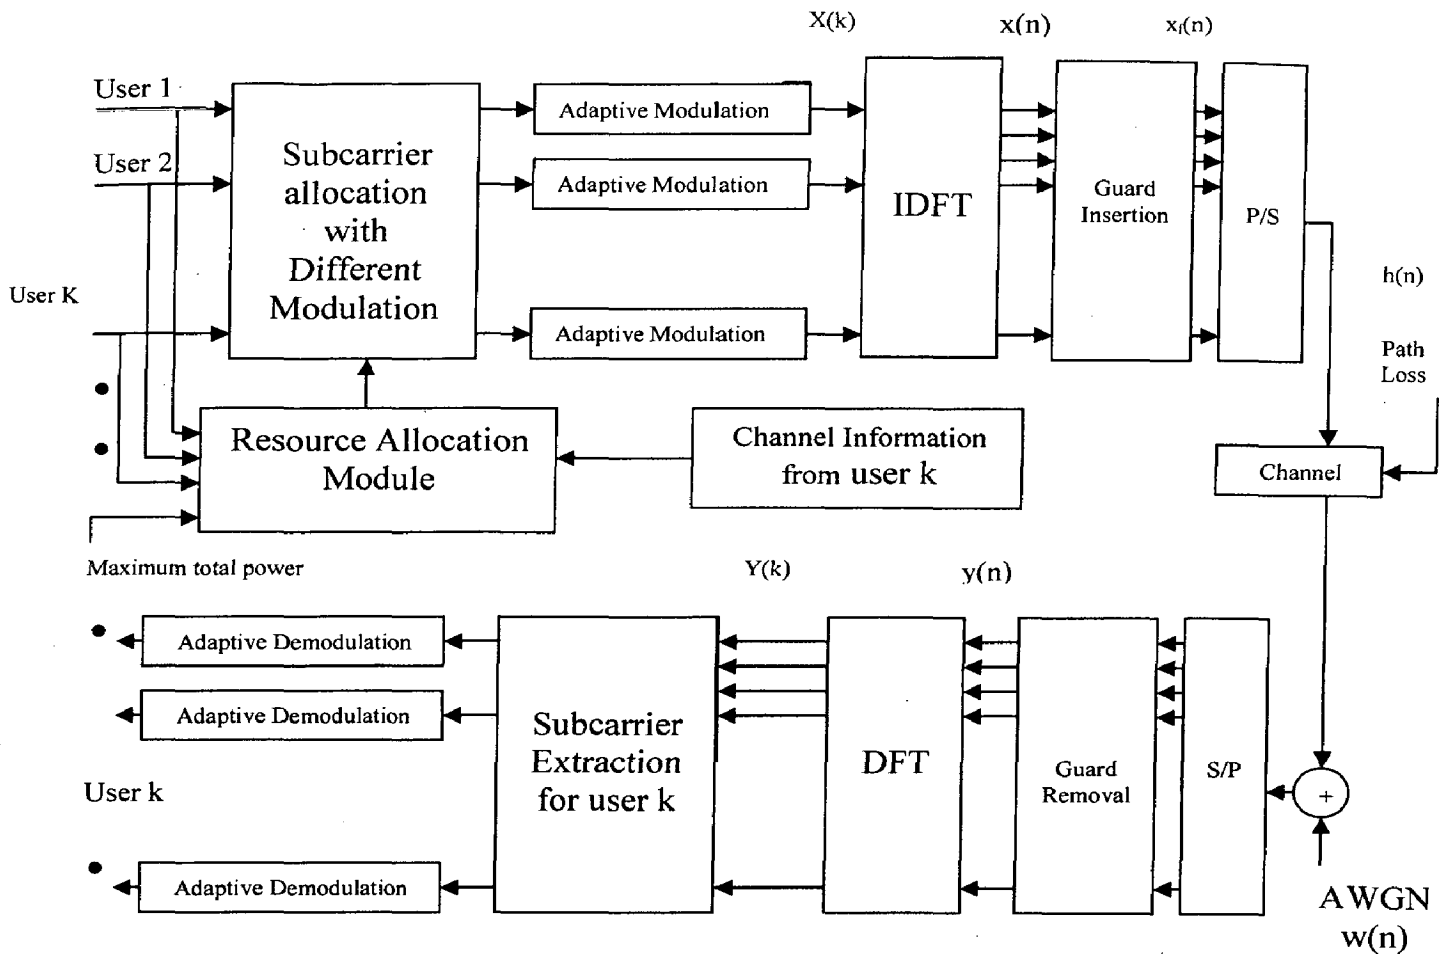 X(k)
x(n)
xₗ(n)
User 1
Adaptive Modulation
Subcarrier
allocation
with
Different
Modulation
User 2
Adaptive Modulation
IDFT
Guard
Insertion
P/S
User K
Adaptive Modulation
h(n)
Path
Loss
Resource Allocation
Module
Channel Information
from user k
Channel
Maximum total power
Y(k)
y(n)
Adaptive Demodulation
Adaptive Demodulation
Subcarrier
Extraction
for user k
DFT
Guard
Removal
S/P
User k
+
Adaptive Demodulation
AWGN
w(n)